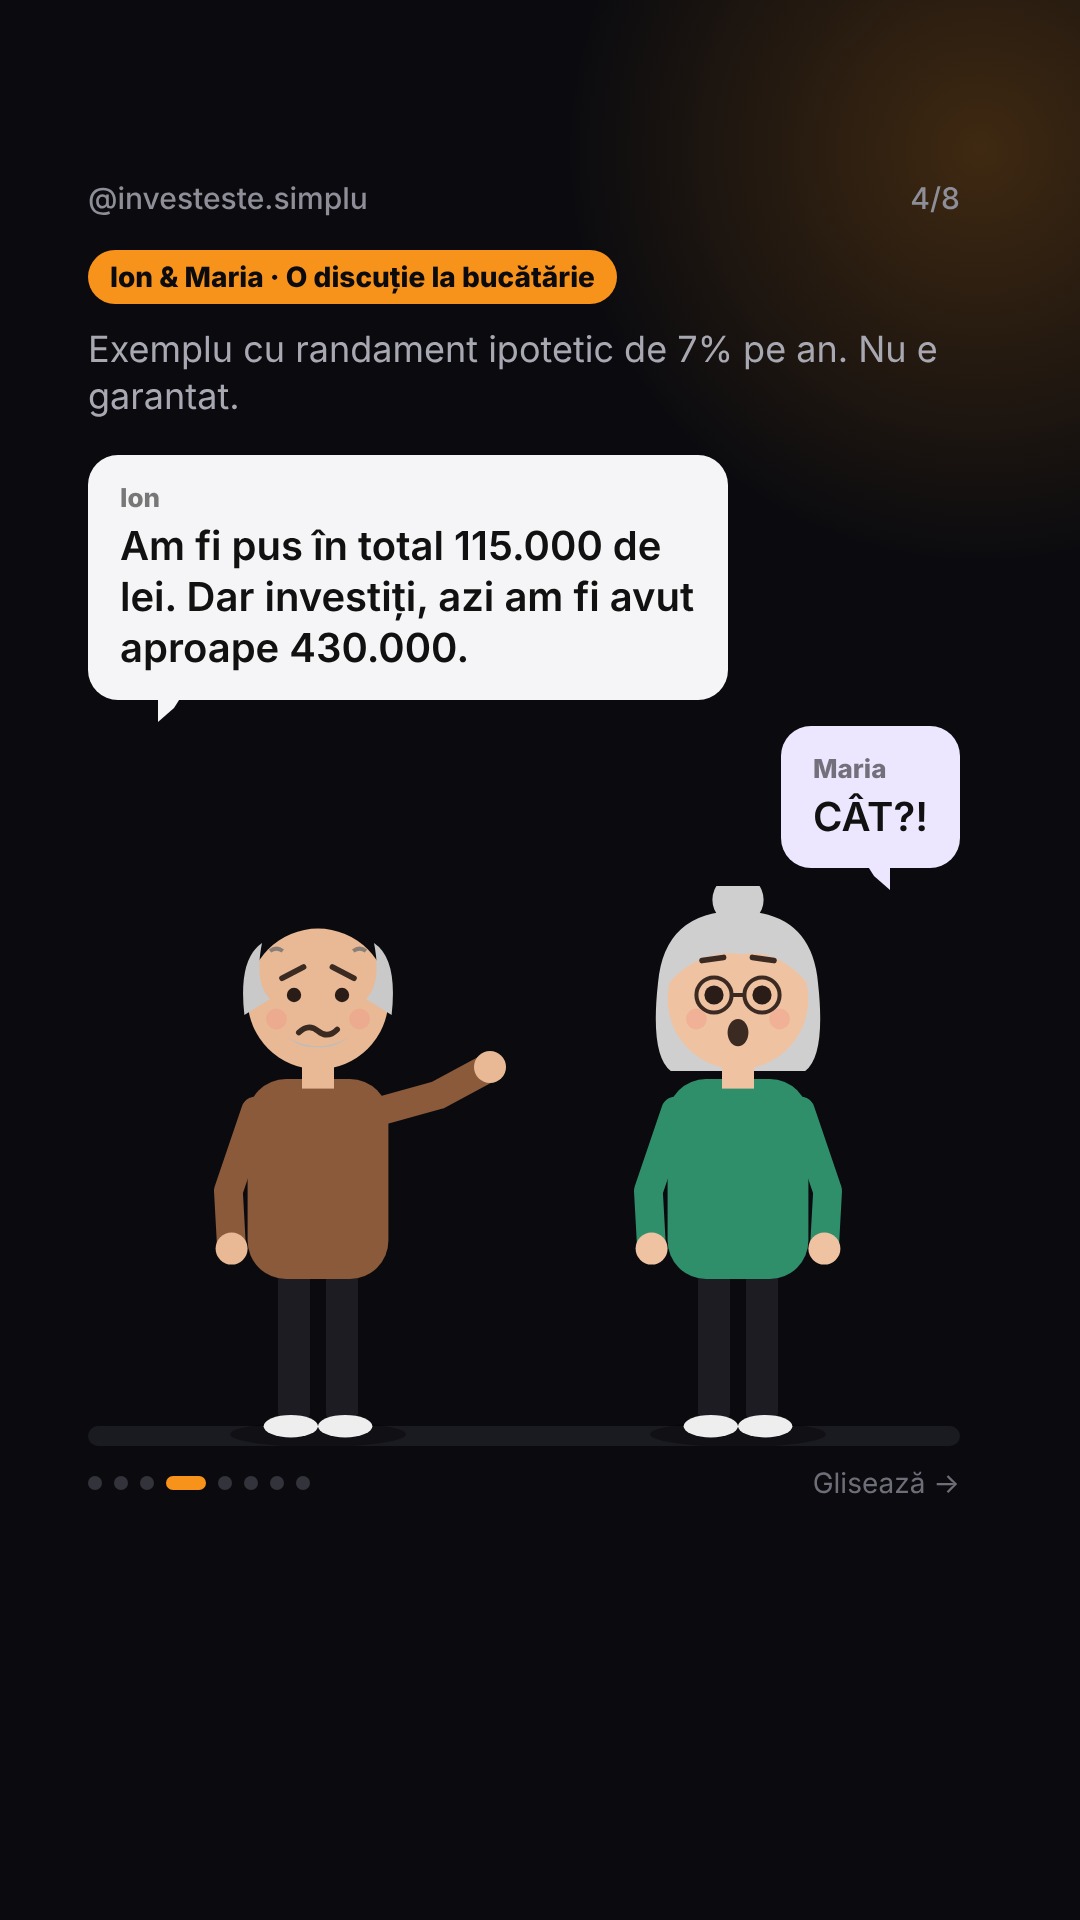 @investeste.simplu
4/8
Ion & Maria · O discuție la bucătărie
Exemplu cu randament ipotetic de 7% pe an. Nu e
garantat.
Ion
Am fi pus în total 115.000 de
lei. Dar investiți, azi am fi avut
aproape 430.000.
Maria
CÂT?!
Glisează →